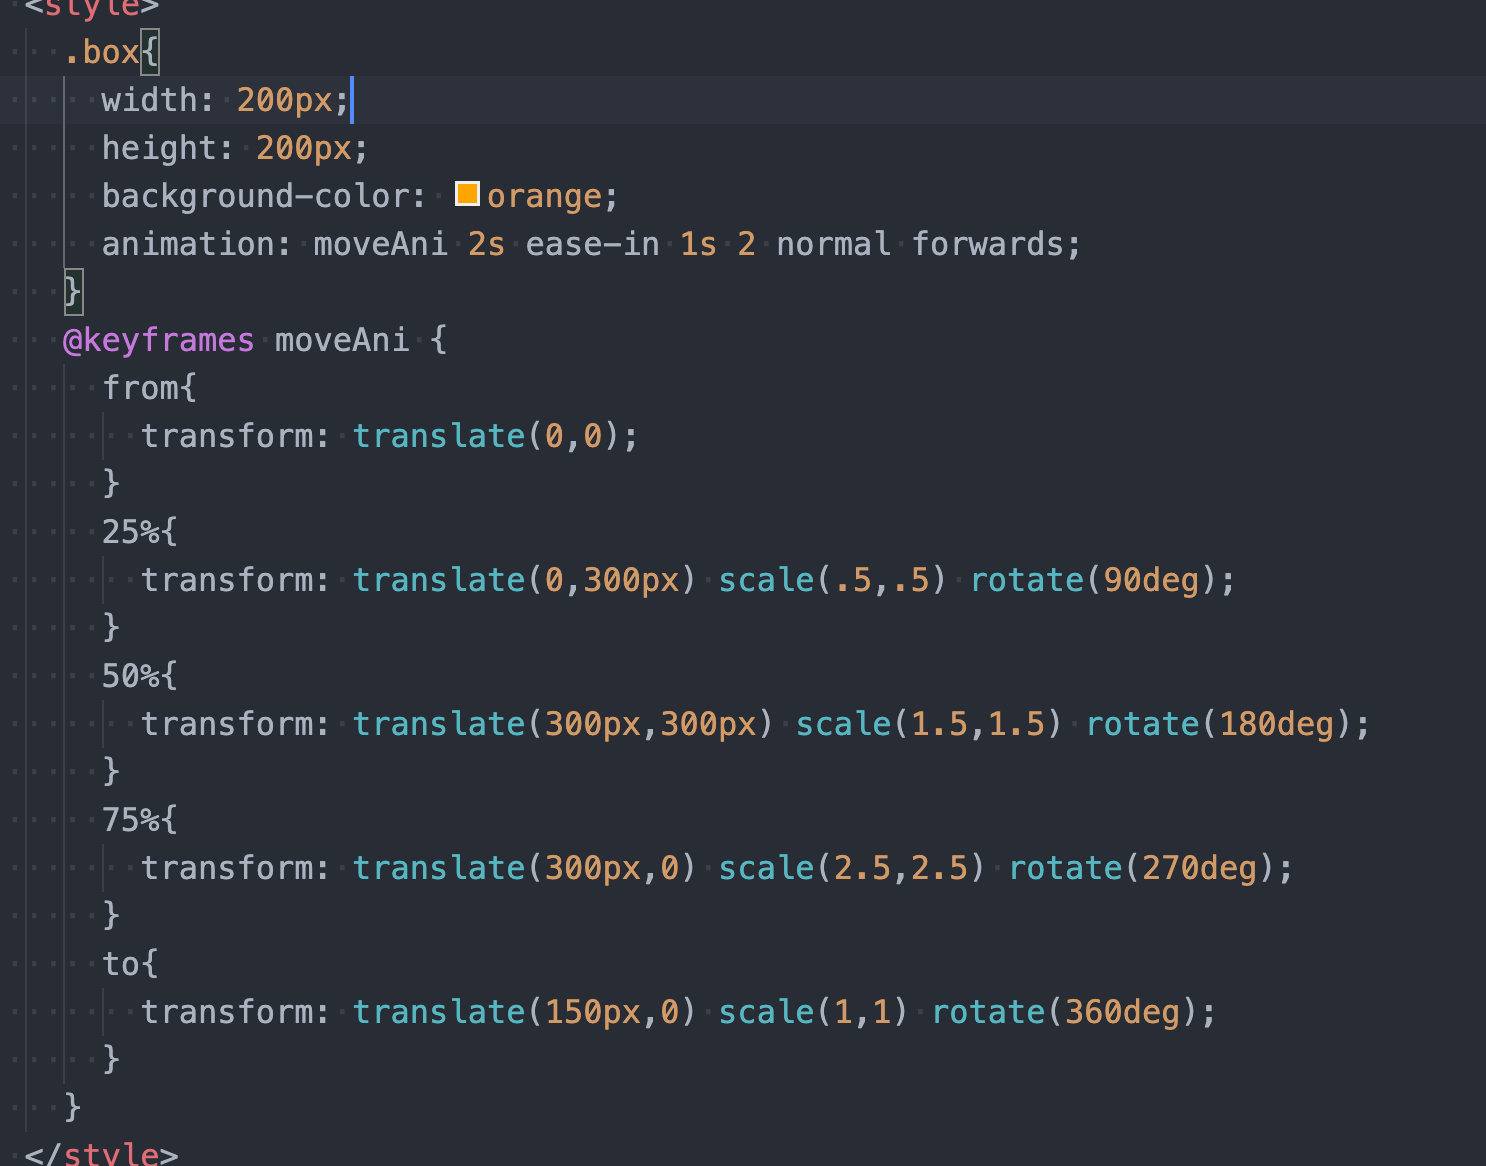 <style>
.box{
width: 200px;
height: 200px;
background-color: orange;
animation: moveAni 2s ease-in 1s 2 normal forwards;
}
@keyframes moveAni {
from{
transform: translate(0,0);
}
25%{
transform: translate(0,300px) scale(.5,.5) rotate(90deg);
}
50%{
transform: translate(300px,300px) scale(1.5,1.5) rotate(180deg);
}
75%{
transform: translate(300px,0) scale(2.5,2.5) rotate(270deg);
}
to{
transform: translate(150px,0) scale(1,1) rotate(360deg);
}
}
</style>